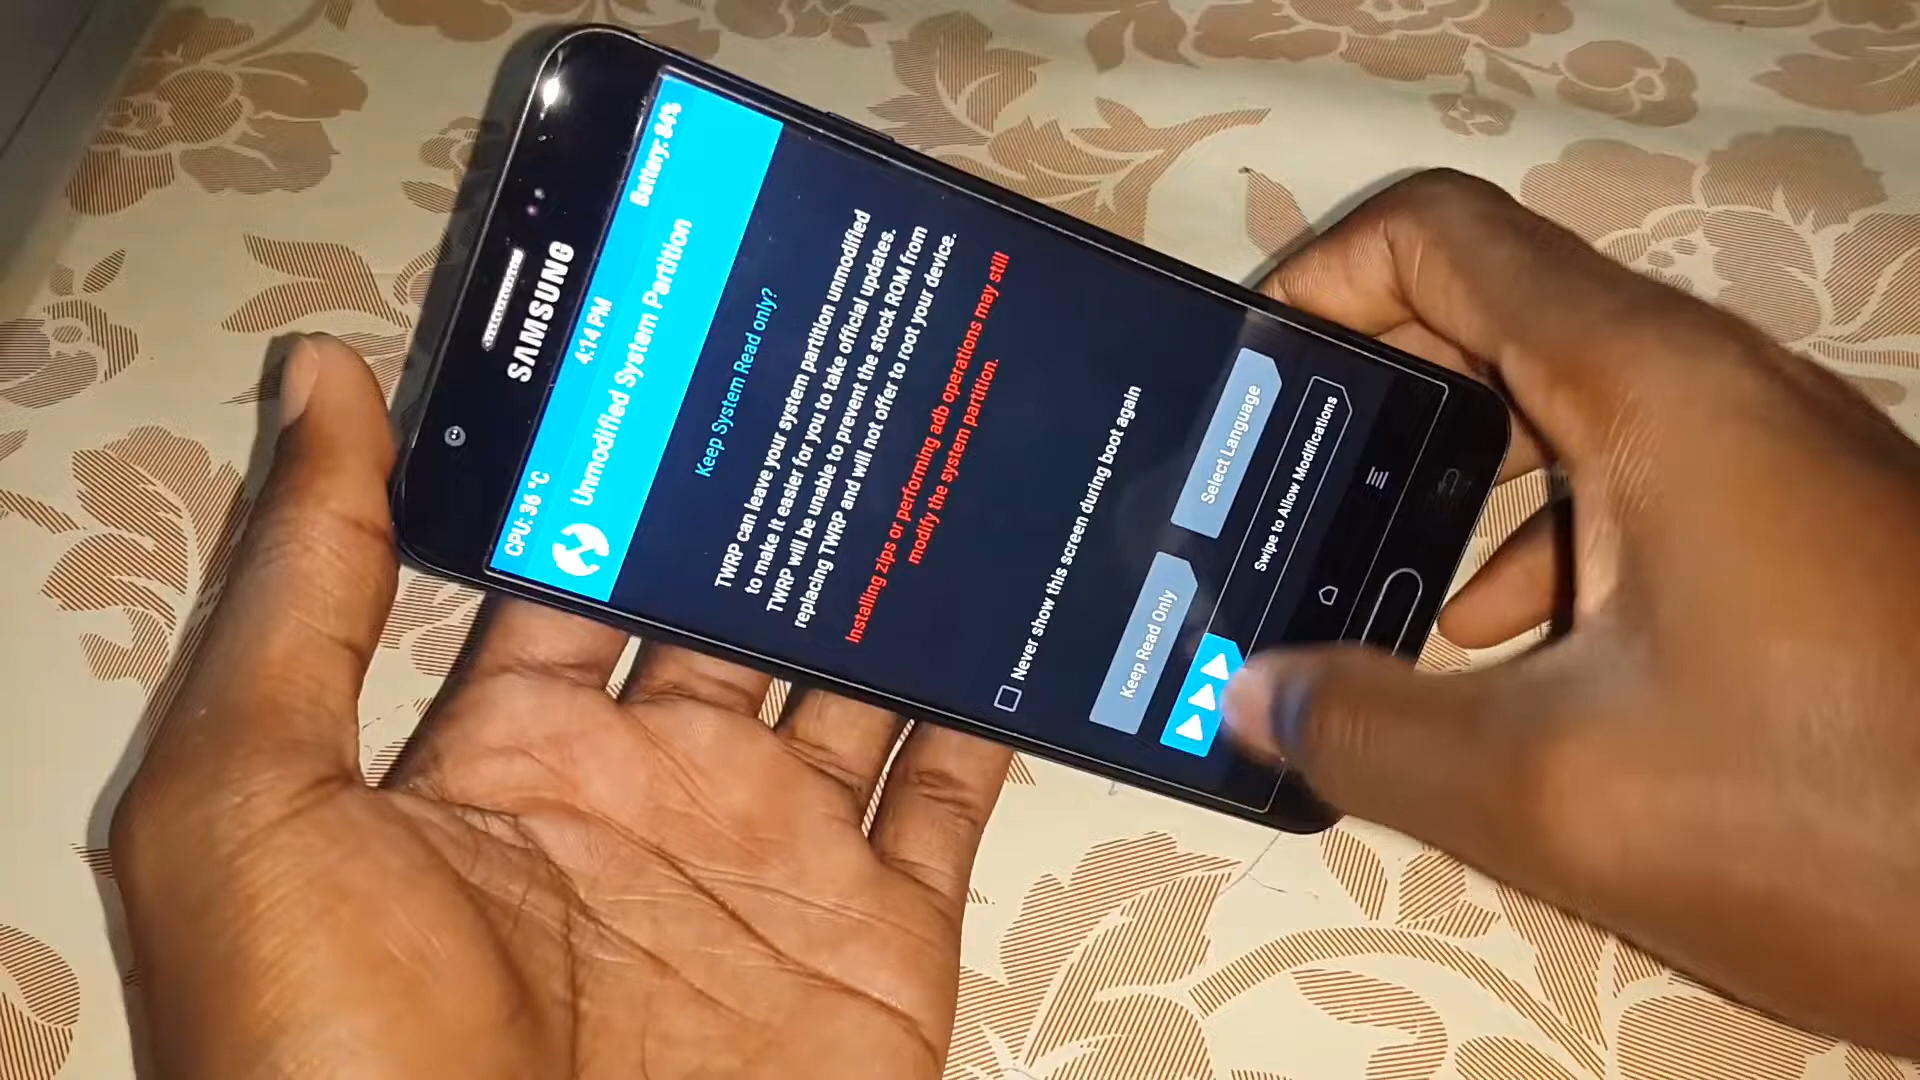 SAMSUNG
CPU: 36 °C
4:14 PM
Battery: 84%
Unmodified System Partition
Keep System Read only?
TWRP can leave your system partition unmodified
to make it easier for you to take official updates.
TWRP will be unable to prevent the stock ROM from
replacing TWRP and will not offer to root your device.
Installing zips or performing adb operations may still
modify the system partition.
Never show this screen during boot again
Keep Read Only
Select Language
Swipe to Allow Modifications